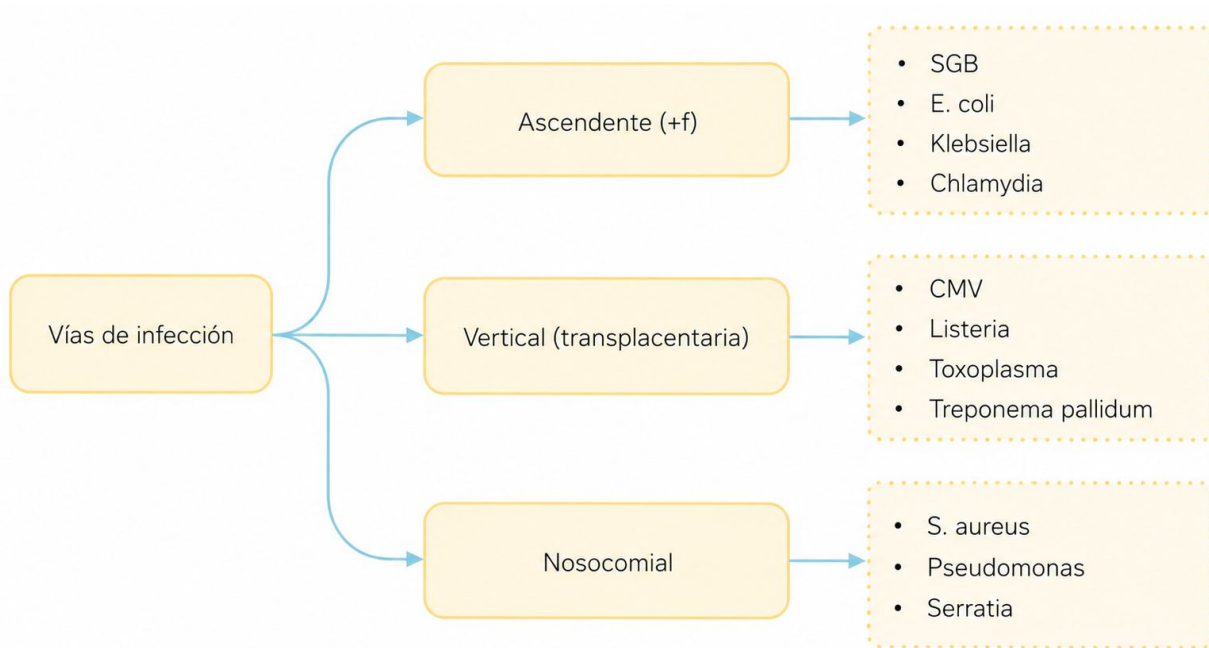 Vías de infección
Ascendente (+f)
• SGB
• E. coli
• Klebsiella
• Chlamydia
Vertical (transplacentaria)
• CMV
• Listeria
• Toxoplasma
• Treponema pallidum
Nosocomial
• S. aureus
• Pseudomonas
• Serratia